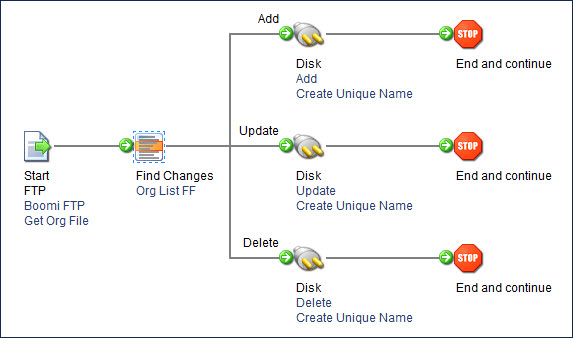 Add
STOP
Disk
Add
Create Unique Name
End and continue
Update
STOP
Start
FTP
Boomi FTP
Get Org File
Find Changes
Org List FF
Disk
Update
Create Unique Name
End and continue
Delete
STOP
Disk
Delete
Create Unique Name
End and continue